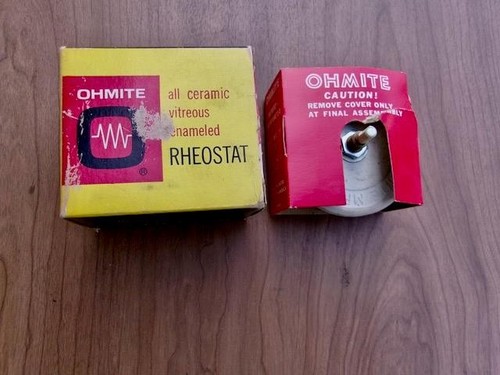 OHMITE
all ceramic
vitreous
enameled
RHEOSTAT
®
OHMITE
CAUTION!
REMOVE COVER ONLY
AT FINAL ASSEMBLY